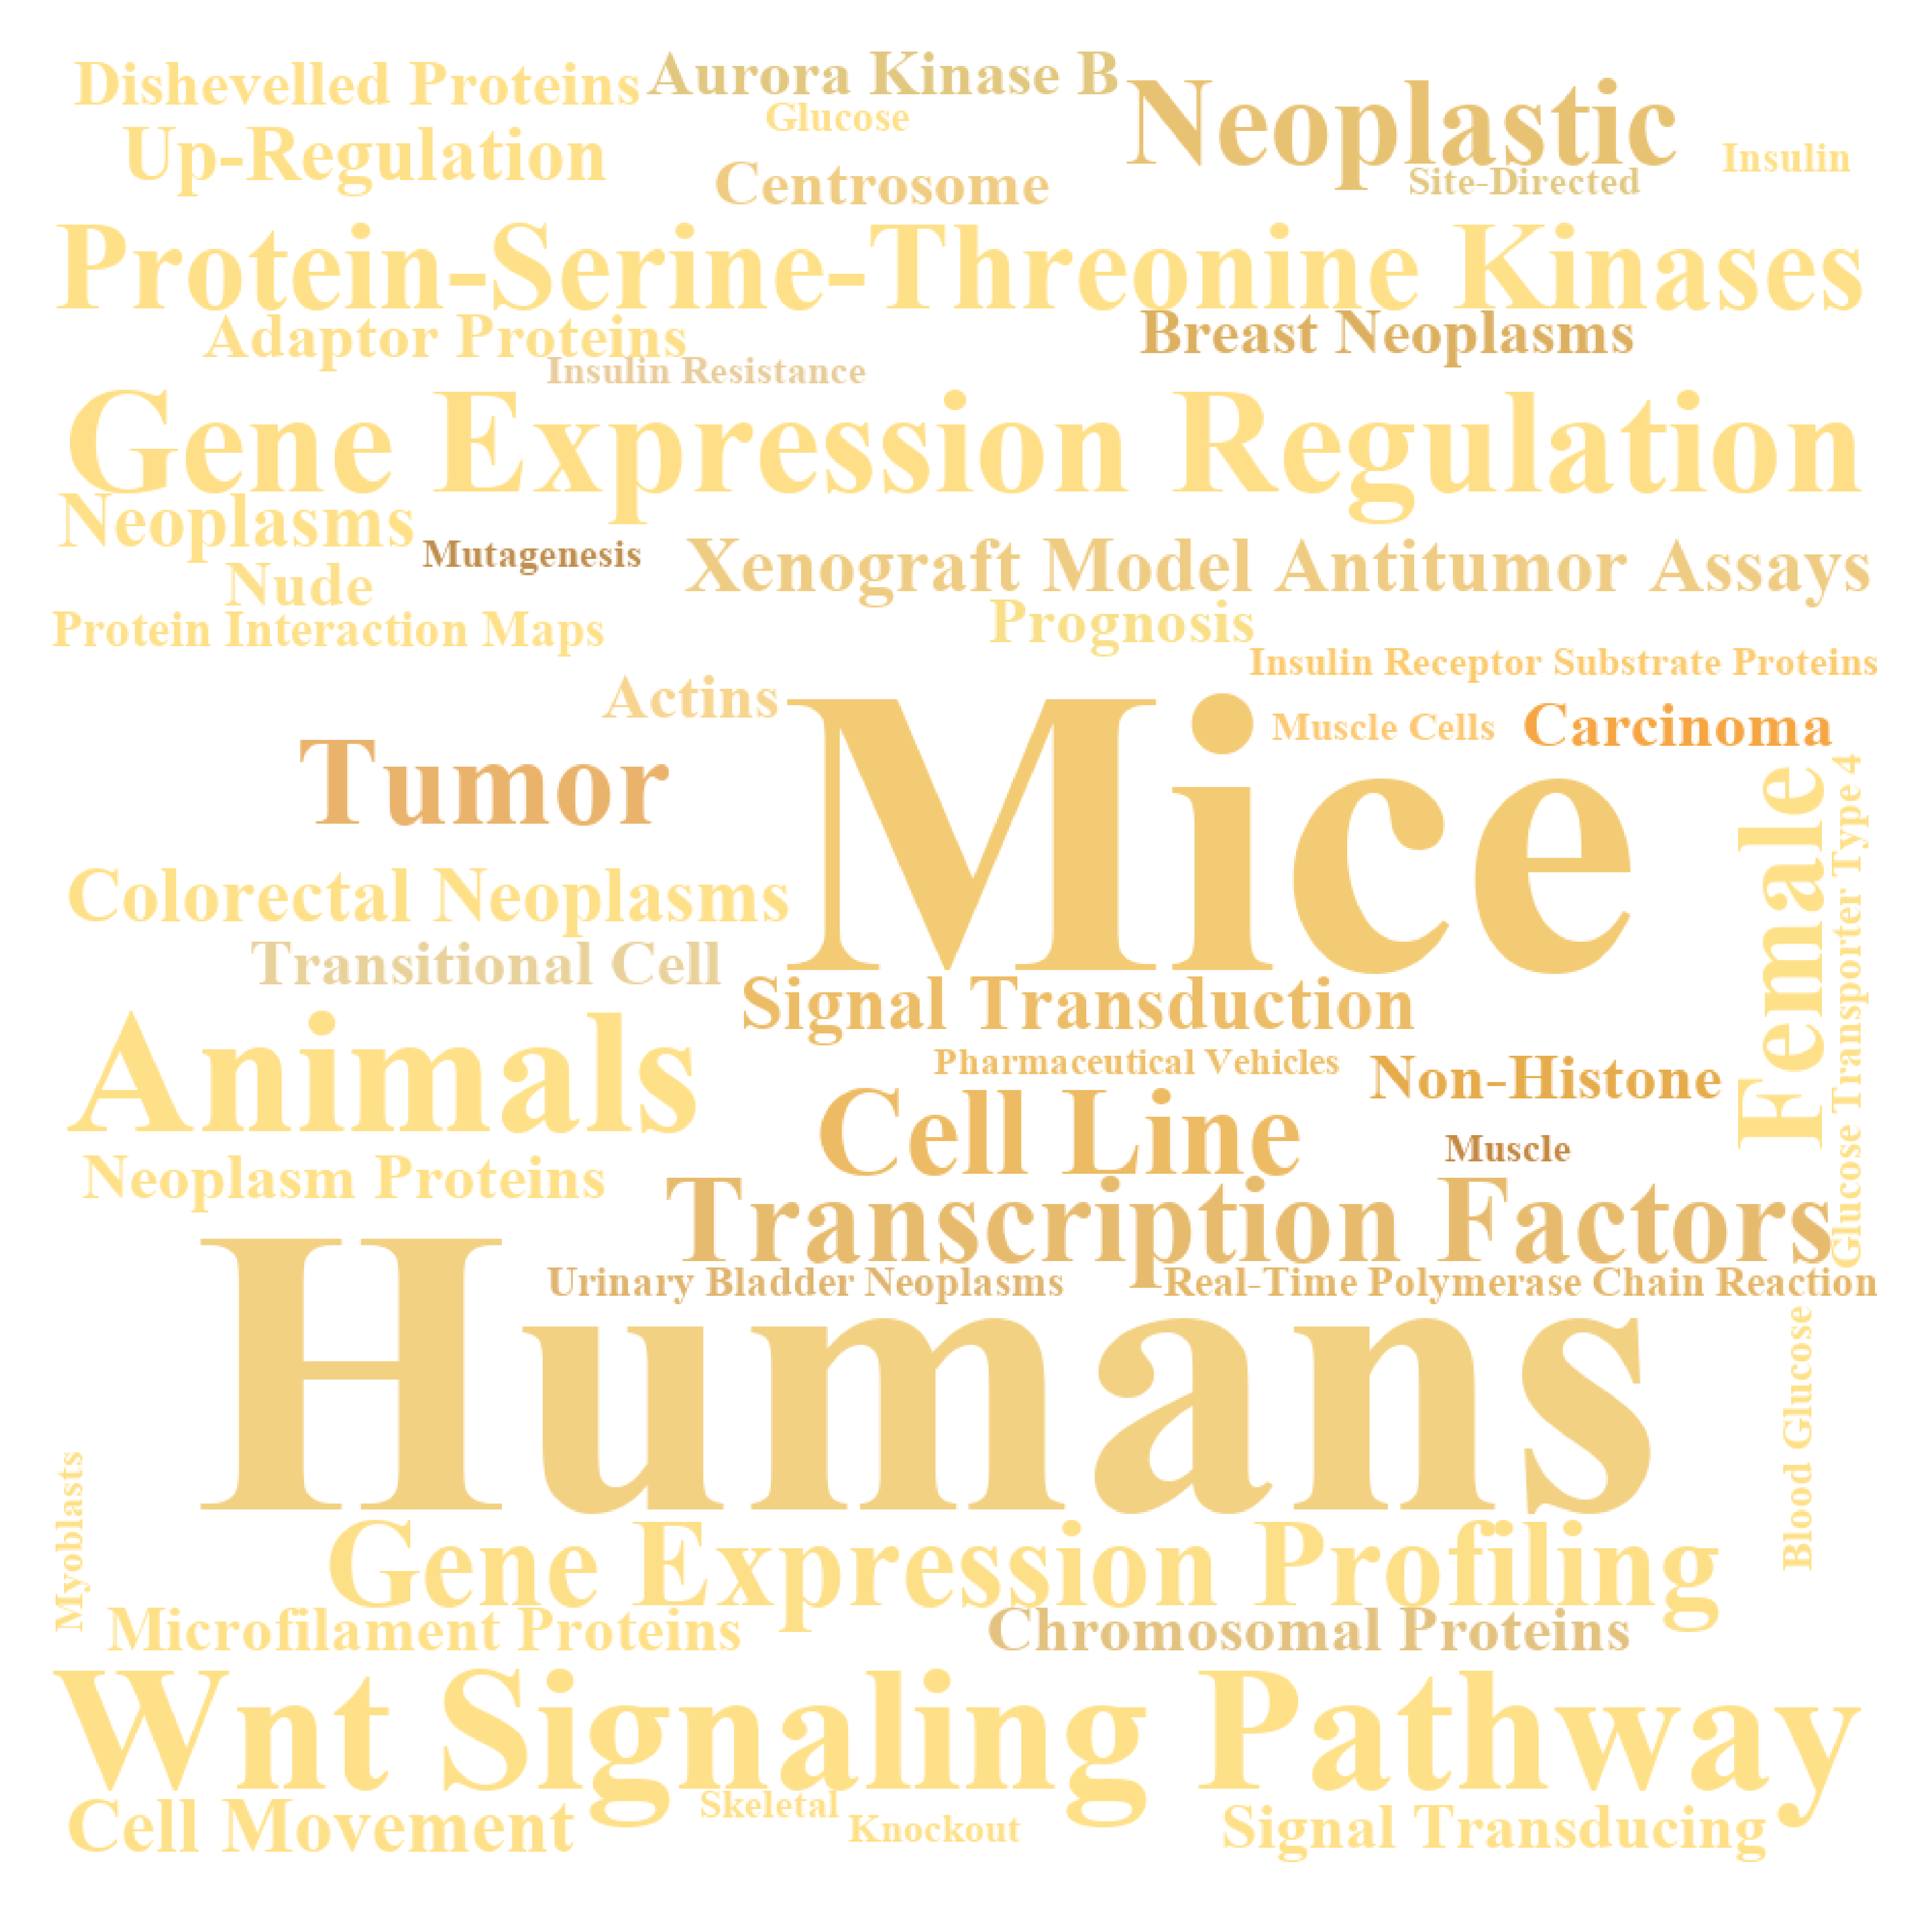 Dishevelled Proteins
Aurora Kinase B
Glucose
Neoplastic
Up-Regulation
Centrosome
Site-Directed
Insulin
Protein-Serine-Threonine Kinases
Adaptor Proteins
Breast Neoplasms
Insulin Resistance
Gene Expression Regulation
Neoplasms
Mutagenesis
Xenograft Model Antitumor Assays
Nude
Prognosis
Protein Interaction Maps
Insulin Receptor Substrate Proteins
Actins
Mice
Muscle Cells
Carcinoma
Tumor
Female
Glucose Transporter Type 4
Colorectal Neoplasms
Transitional Cell
Signal Transduction
Animals
Pharmaceutical Vehicles
Non-Histone
Cell Line
Muscle
Neoplasm Proteins
Transcription Factors
Urinary Bladder Neoplasms
Real-Time Polymerase Chain Reaction
Humans
Blood Glucose
Myoblasts
Gene Expression Profiling
Microfilament Proteins
Chromosomal Proteins
Wnt Signaling Pathway
Cell Movement
Skeletal
Knockout
Signal Transducing